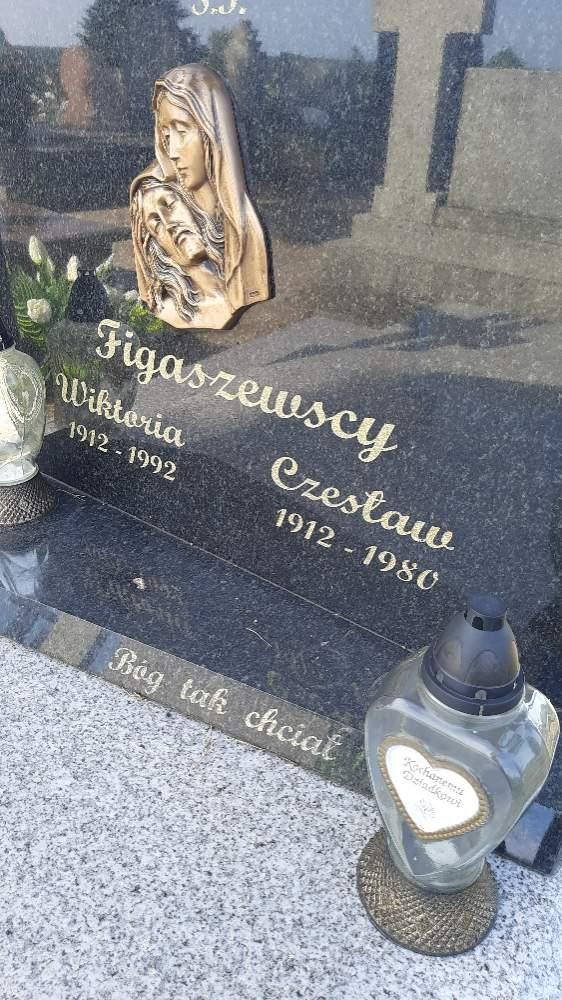 Ś.P.
Figaszewscy
Wiktoria
1912 - 1992
Czesław
1912 - 1980
Bóg tak chciał
Kochanemu
Dziadkowi